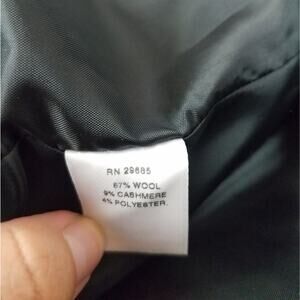 RN 29685
87% WOOL
9% CASHMERE
4% POLYESTER.